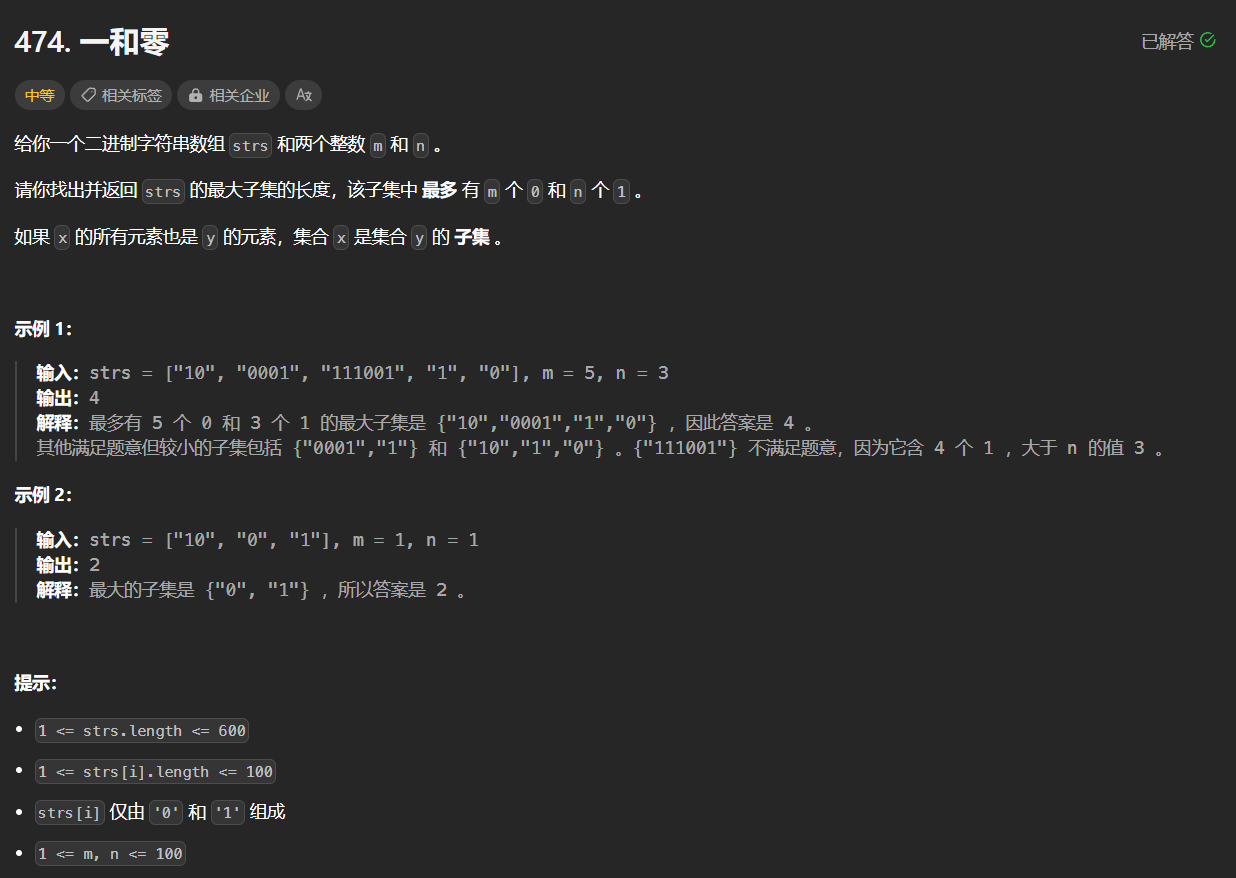 474. 一和零
已解答
中等
相关标签
相关企业
给你一个二进制字符串数组 strs 和两个整数 m 和 n 。
请你找出并返回 strs 的最大子集的长度，该子集中 最多 有 m 个 0 和 n 个 1 。
如果 x 的所有元素也是 y 的元素，集合 x 是集合 y 的 子集 。
示例 1：
输入：strs = ["10", "0001", "111001", "1", "0"], m = 5, n = 3
输出：4
解释：最多有 5 个 0 和 3 个 1 的最大子集是 {"10","0001","1","0"} ，因此答案是 4 。
其他满足题意但较小的子集包括 {"0001","1"} 和 {"10","1","0"} 。{"111001"} 不满足题意，因为它含 4 个 1 ，大于 n 的值 3 。
示例 2：
输入：strs = ["10", "0", "1"], m = 1, n = 1
输出：2
解释：最大的子集是 {"0", "1"} ，所以答案是 2 。
提示：
• 1 <= strs.length <= 600
• 1 <= strs[i].length <= 100
• strs[i] 仅由 '0' 和 '1' 组成
• 1 <= m, n <= 100